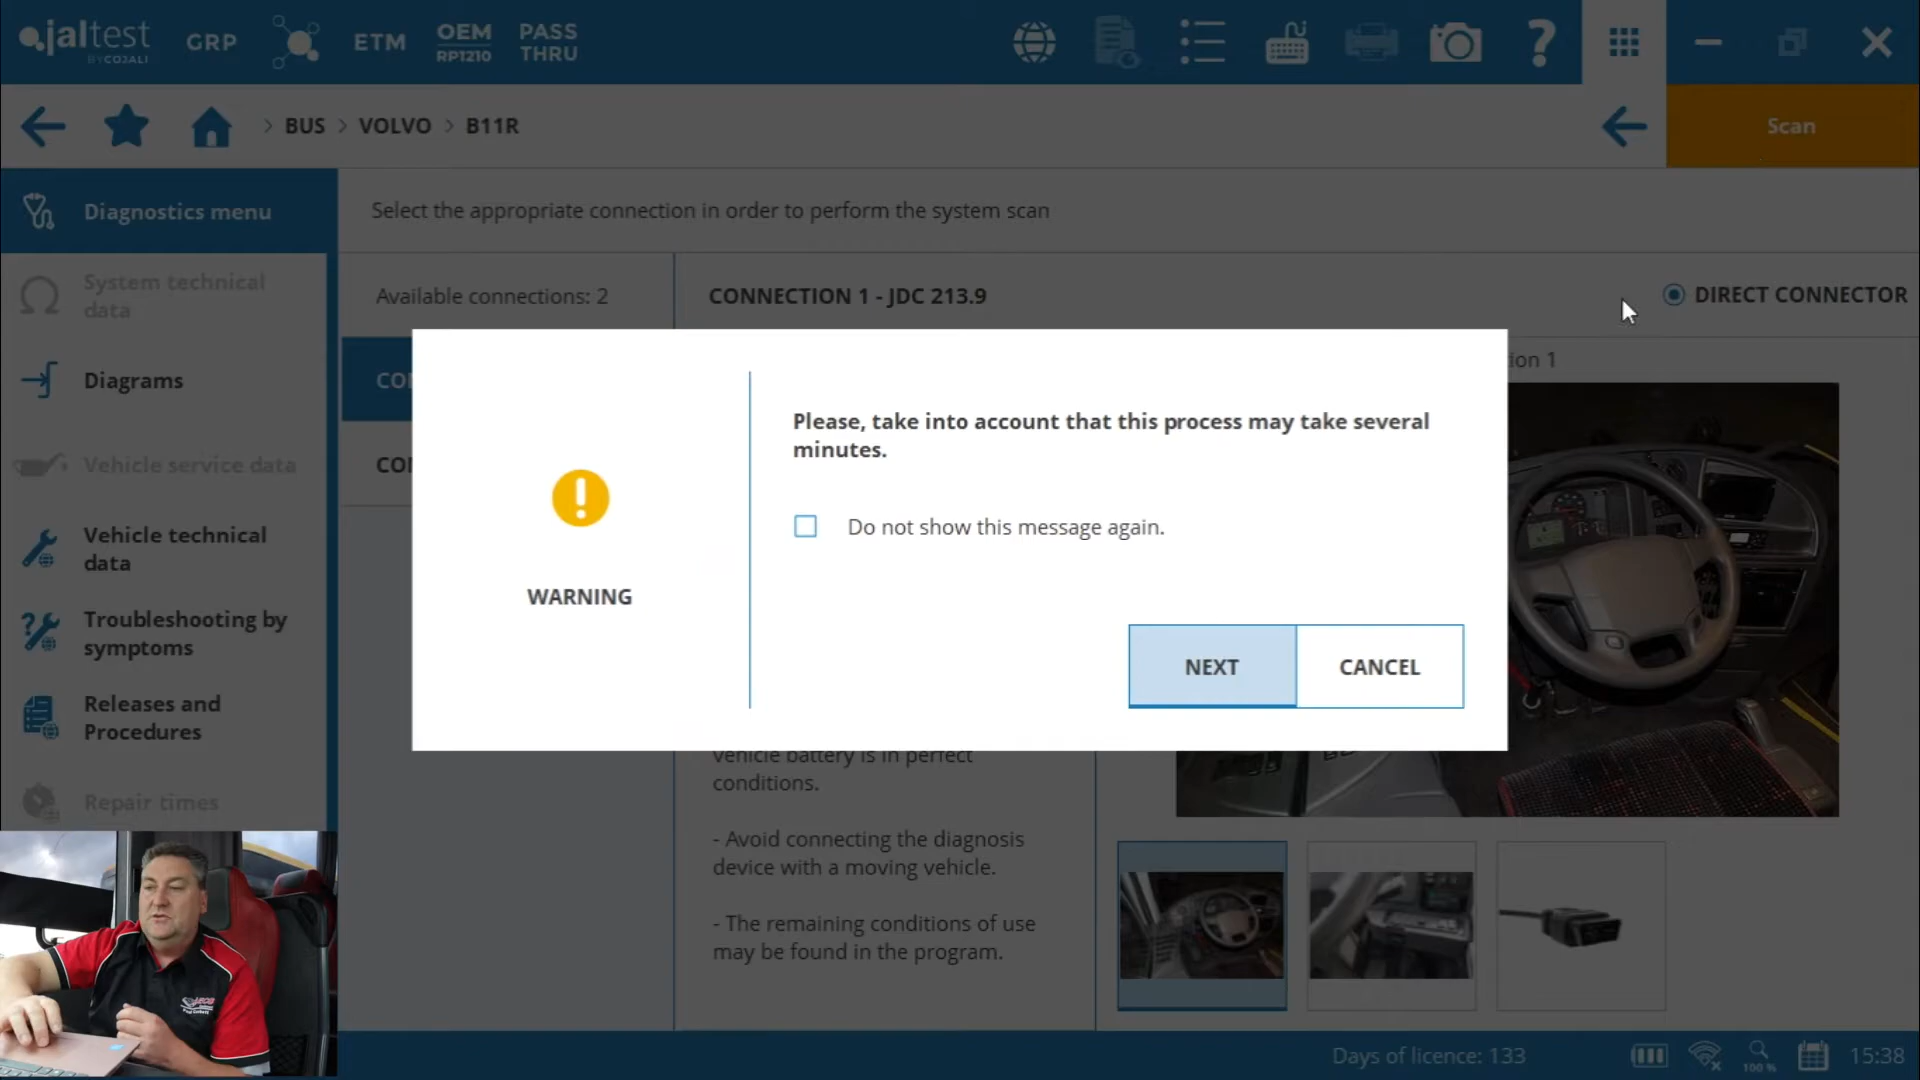 jaltest
BY COJALI
GRP
ETM
OEM
RP1210
PASS
THRU
?
> BUS > VOLVO > B11R
Scan
Diagnostics menu
System technical
data
Diagrams
Vehicle service data
Vehicle technical
data
Troubleshooting by
symptoms
Releases and
Procedures
Repair times
Select the appropriate connection in order to perform the system scan
Available connections: 2
CONNECTION 1 - JDC 213.9
DIRECT CONNECTOR
ion 1
CO
CO
WARNING
Please, take into account that this process may take several
minutes.
Do not show this message again.
NEXT
CANCEL
vehicle battery is in perfect
conditions.
- Avoid connecting the diagnosis
device with a moving vehicle.
- The remaining conditions of use
may be found in the program.
Days of licence: 133
100 %
15:38